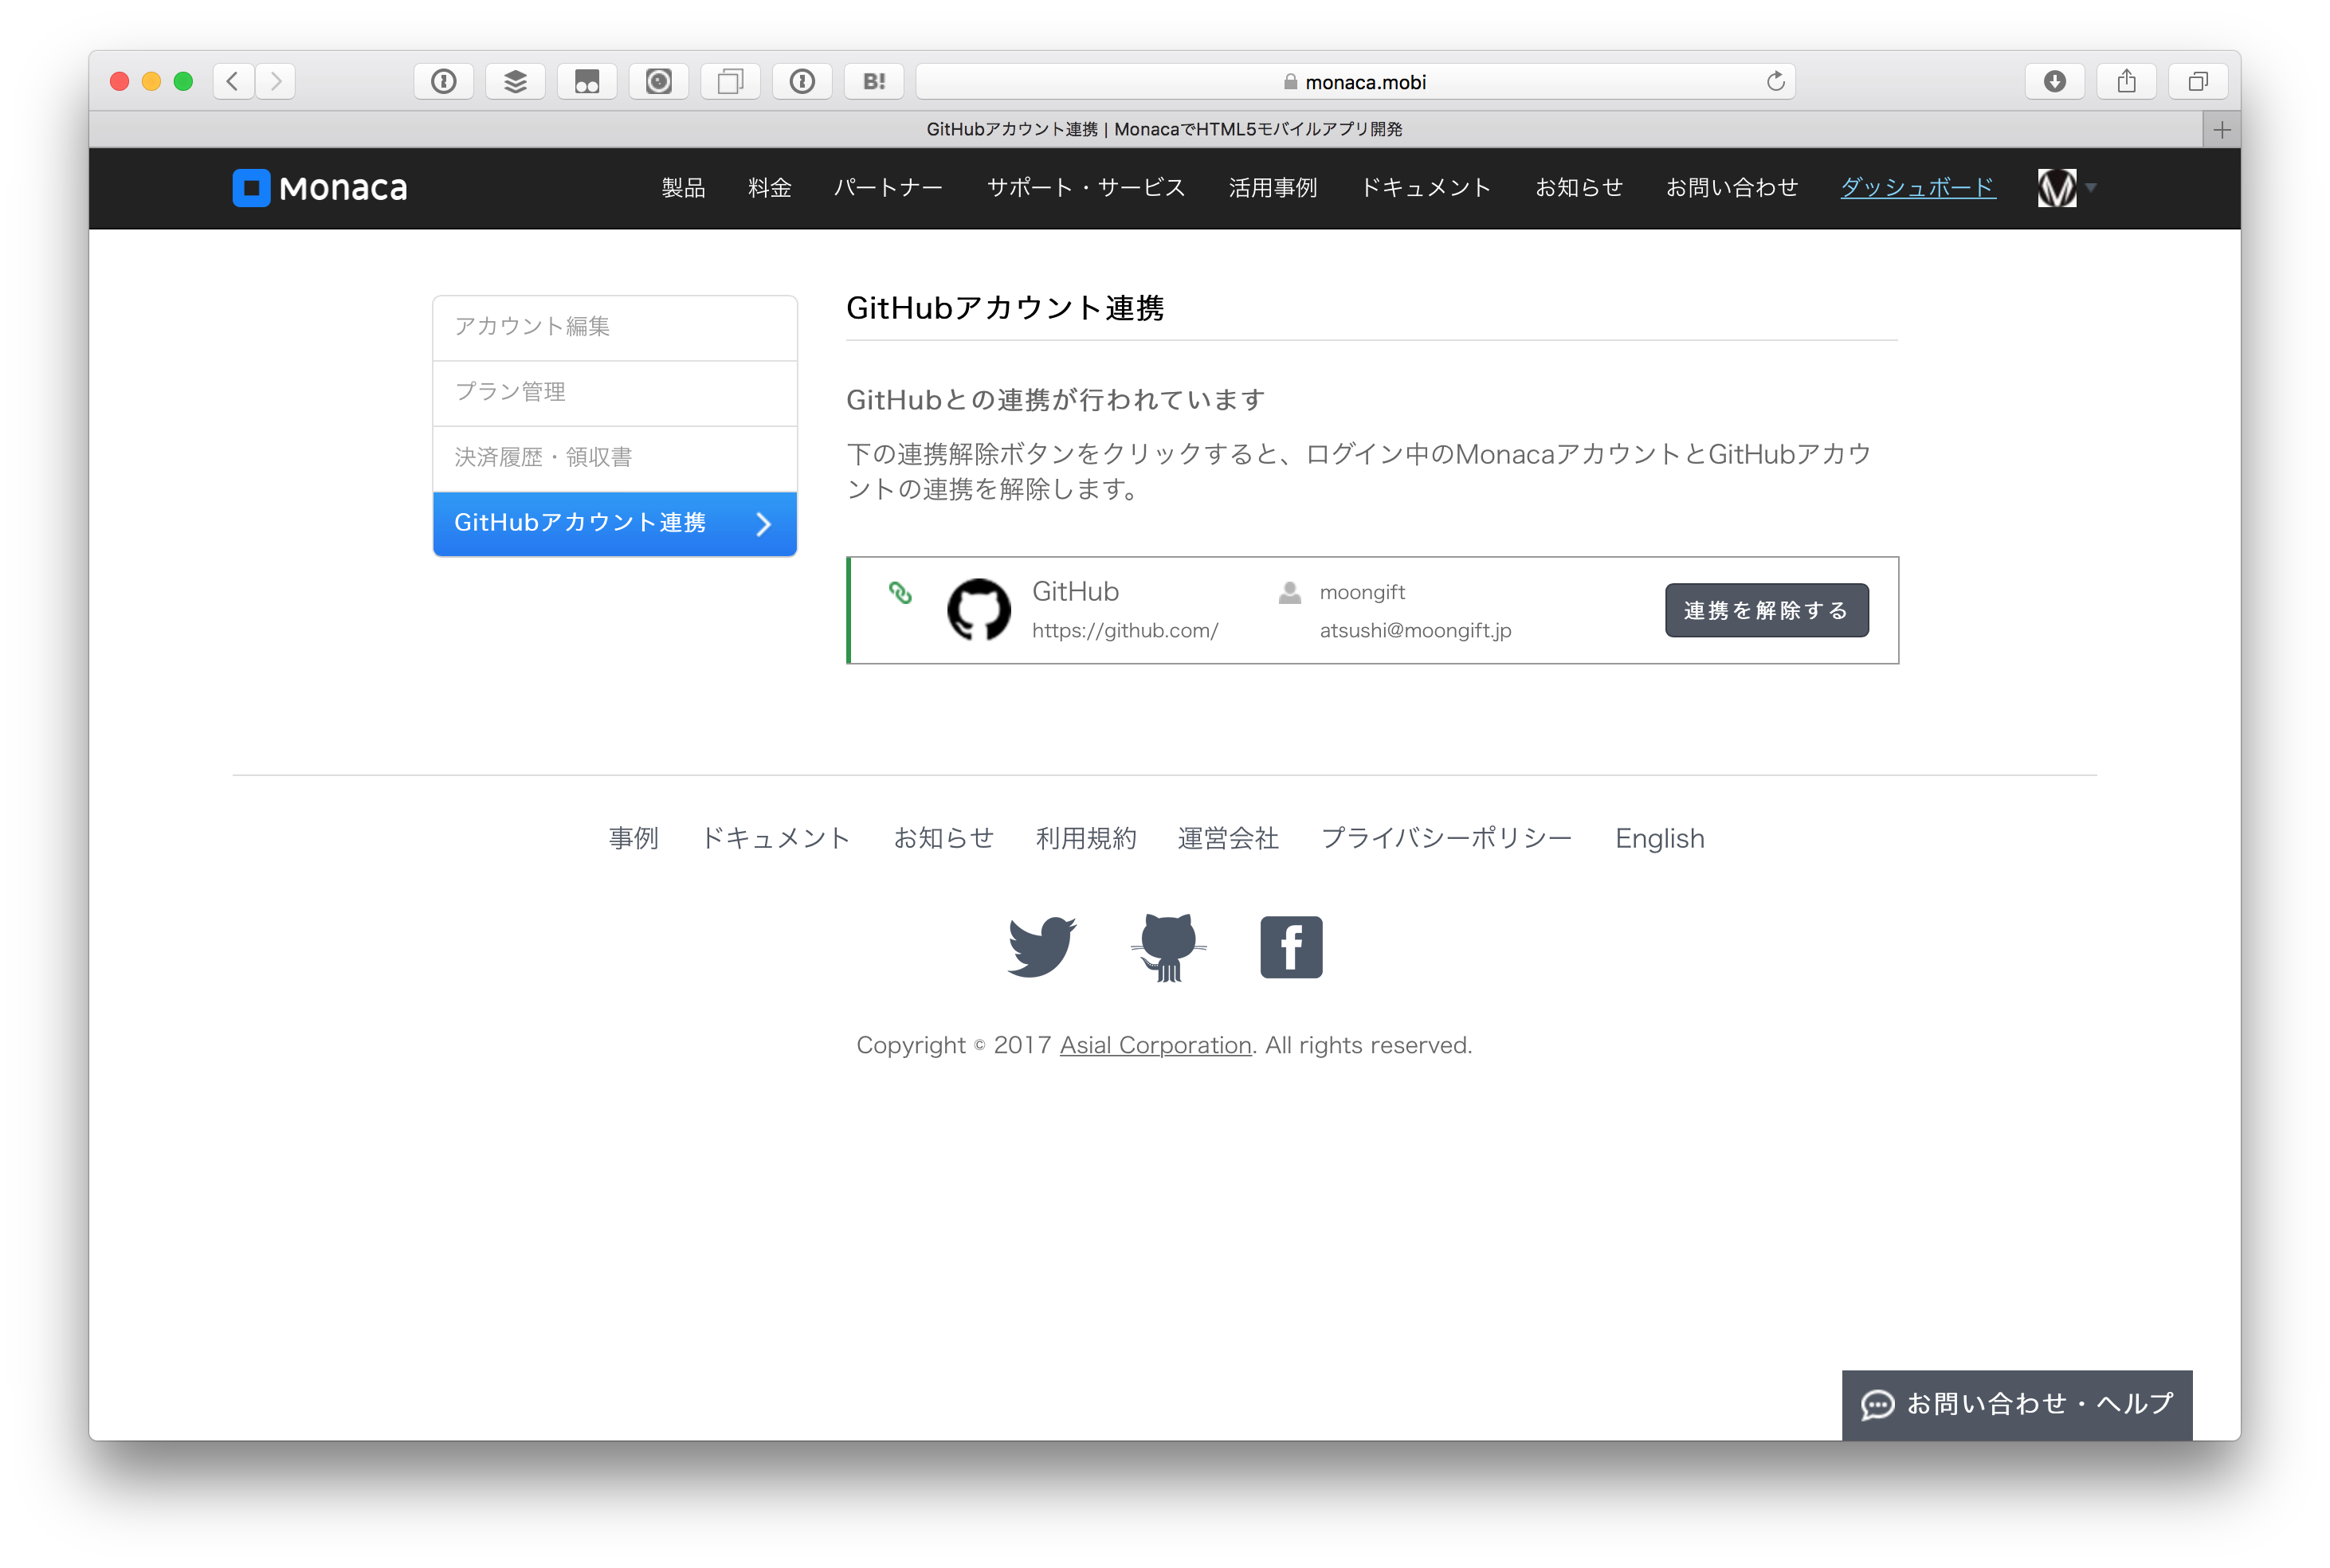 B!
monaca.mobi
GitHubアカウント連携 | MonacaでHTML5モバイルアプリ開発
Monaca 製品 料金 パートナー サポート・サービス 活用事例 ドキュメント お知らせ お問い合わせ ダッシュボード
アカウント編集
プラン管理
決済履歴・領収書
GitHubアカウント連携
GitHubアカウント連携
GitHubとの連携が行われています
下の連携解除ボタンをクリックすると、ログイン中のMonacaアカウントとGitHubアカウ
ントの連携を解除します。
GitHub
https://github.com/
moongift
atsushi@moongift.jp
連携を解除する
事例 ドキュメント お知らせ 利用規約 運営会社 プライバシーポリシー English
Copyright © 2017 Asial Corporation. All rights reserved.
お問い合わせ・ヘルプ